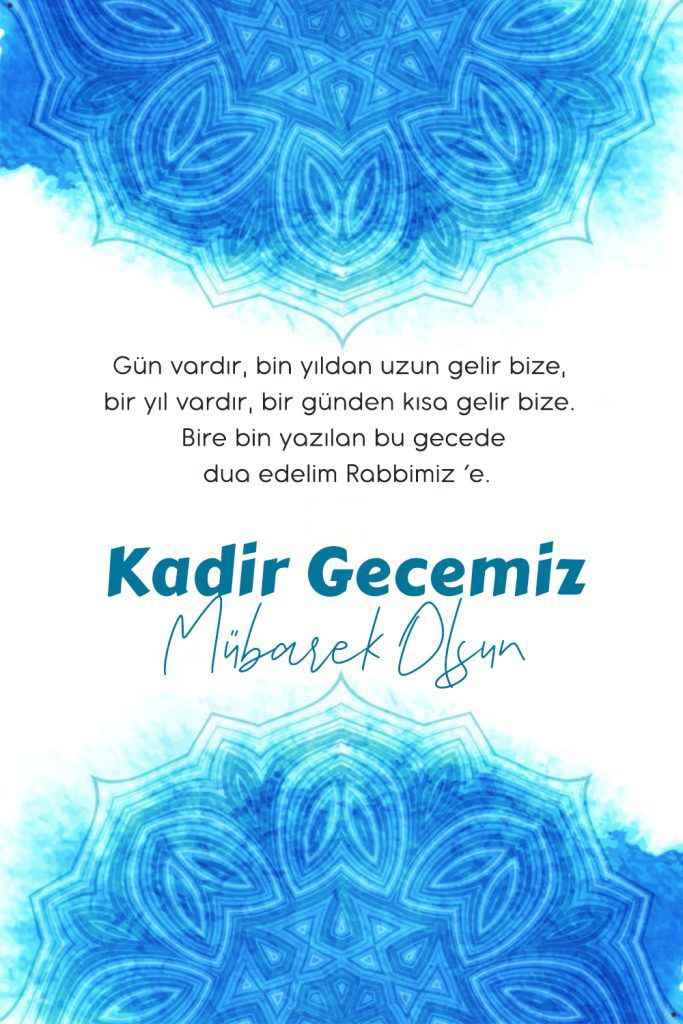 Gün vardır, bin yıldan uzun gelir bize,
bir yıl vardır, bir günden kısa gelir bize.
Bire bin yazılan bu gecede
dua edelim Rabbimiz 'e.
Kadir Gecemiz
Mübarek Olsun